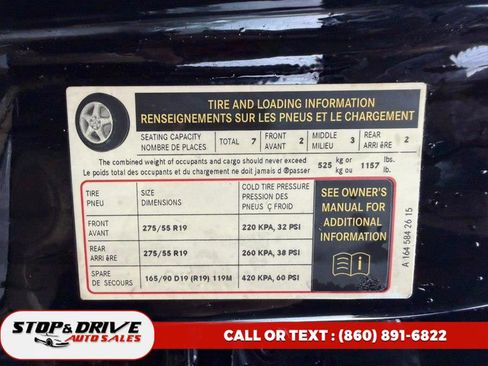 TIRE AND LOADING INFORMATION
RENSEIGNEMENTS SUR LES PNEUS ET LE CHARGEMENT
SEATING CAPACITY
NOMBRE DE PLACES
TOTAL 7
FRONT
AVANT 2
MIDDLE
MILIEU 3
REAR
ARRIÊRE 2
The combined weight of occupants and cargo should never exceed
Le poids total des occupants et du chargement ne doit jamais d @passer
525 kg or
kg ou
1157 lbs.
lb.
TIRE
PNEU
SIZE
DIMENSIONS
COLD TIRE PRESSURE
PRESSION DES
PNEUS Ç FROID
FRONT
AVANT
275/55 R19
220 KPA, 32 PSI
REAR
ARRIÊRE
275/55 R19
260 KPA, 38 PSI
SPARE
DE SECOURS
165/90 D19 (R19) 119M
420 KPA, 60 PSI
SEE OWNER'S
MANUAL FOR
ADDITIONAL
INFORMATION
A 164 584 26 15
STOP & DRIVE
AUTO SALES
CALL OR TEXT : (860) 891-6822